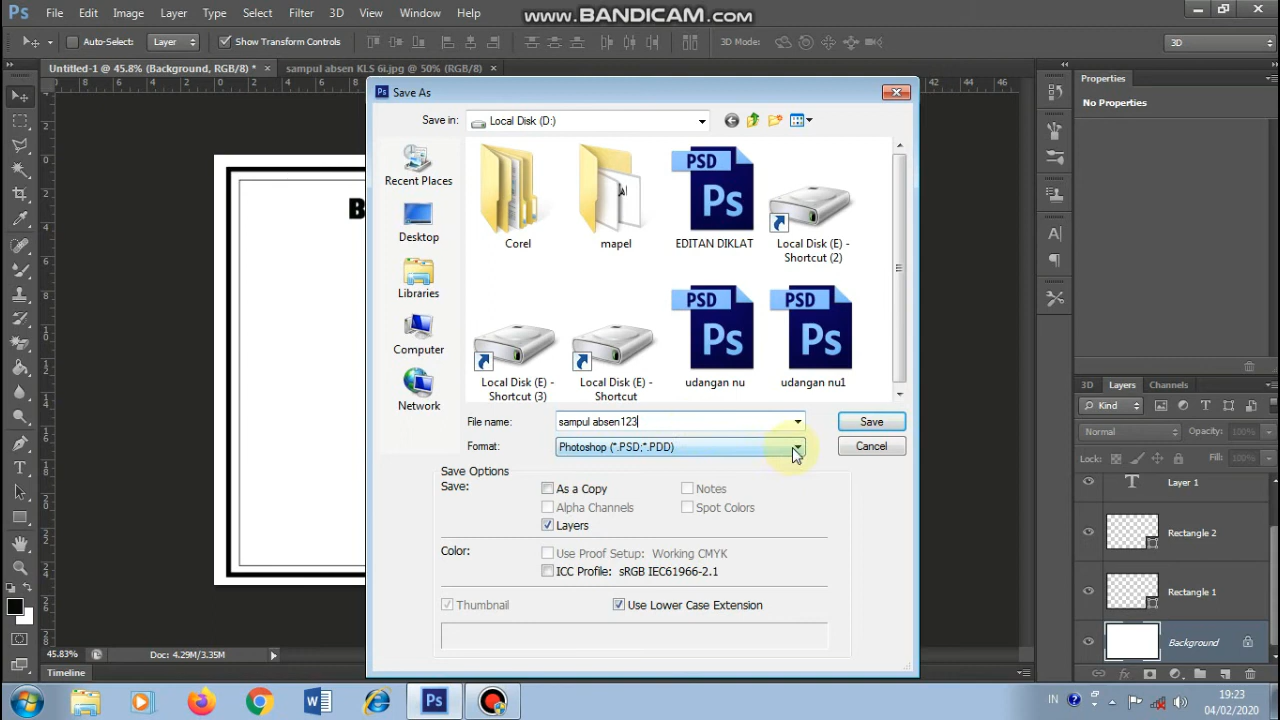 Ps File Edit Image Layer Type Select Filter 3D View Window Help
www.BANDICAM.com
Auto-Select: Layer Show Transform Controls 3D Mode: 3D
Untitled-1 @ 45.8% (Background, RGB/8) * × sampul absen KLS 6i.jpg @ 50% (RGB/8) ×
Save As
Save in: Local Disk (D:)
Recent Places
Desktop
Libraries
Computer
Network
Corel
mapel
PSD
Ps
EDITAN DIKLAT
Local Disk (E) -
Shortcut (2)
Local Disk (E) -
Shortcut (3)
Local Disk (E) -
Shortcut
PSD
Ps
udangan nu
PSD
Ps
udangan nu1
File name: sampul absen123 Save
Format: Photoshop (*.PSD;*.PDD) Cancel
Save Options
Save: As a Copy Notes
Alpha Channels Spot Colors
Layers
Color: Use Proof Setup: Working CMYK
ICC Profile: sRGB IEC61966-2.1
Thumbnail Use Lower Case Extension
B
Properties
No Properties
3D Layers Channels
Kind
Normal Opacity:
Lock: Fill:
T Layer 1
Rectangle 2
Rectangle 1
Background
45.83% Doc: 4.29M/3.35M
Timeline
IN 19:23
04/02/2020